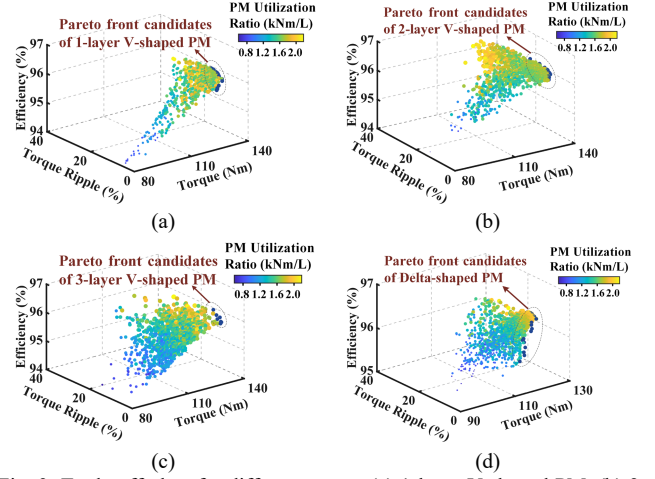 Pareto front candidates
of 1-layer V-shaped PM
PM Utilization
Ratio (kNm/L)
0.8 1.2 1.6 2.0
97
96
95
94
Efficiency (%)
40
20
0
Torque Ripple (%)
80
110
140
Torque (Nm)
(a)
Pareto front candidates
of 2-layer V-shaped PM
PM Utilization
Ratio (kNm/L)
0.8 1.2 1.6 2.0
97
96
95
94
Efficiency (%)
40
20
0
Torque Ripple (%)
80
110
140
Torque (Nm)
(b)
Pareto front candidates
of 3-layer V-shaped PM
PM Utilization
Ratio (kNm/L)
0.8 1.2 1.6 2.0
97
96
95
94
Efficiency (%)
40
20
0
Torque Ripple (%)
80
110
140
Torque (Nm)
(c)
Pareto front candidates
of Delta-shaped PM
PM Utilization
Ratio (kNm/L)
0.8 1.2 1.6 2.0
97
96
95
Efficiency (%)
40
20
0
Torque Ripple (%)
90
110
130
Torque (Nm)
(d)